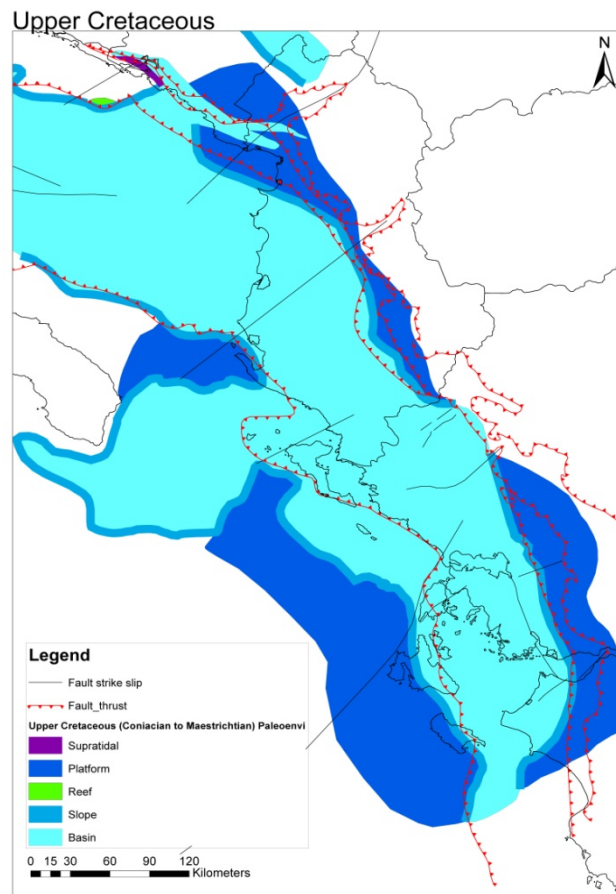 Upper Cretaceous
N
Legend
Fault strike slip
Fault_thrust
Upper Cretaceous (Coniacian to Maestrichtian) Paleoenvi
Supratidal
Platform
Reef
Slope
Basin
0 15 30 60 90 120
Kilometers